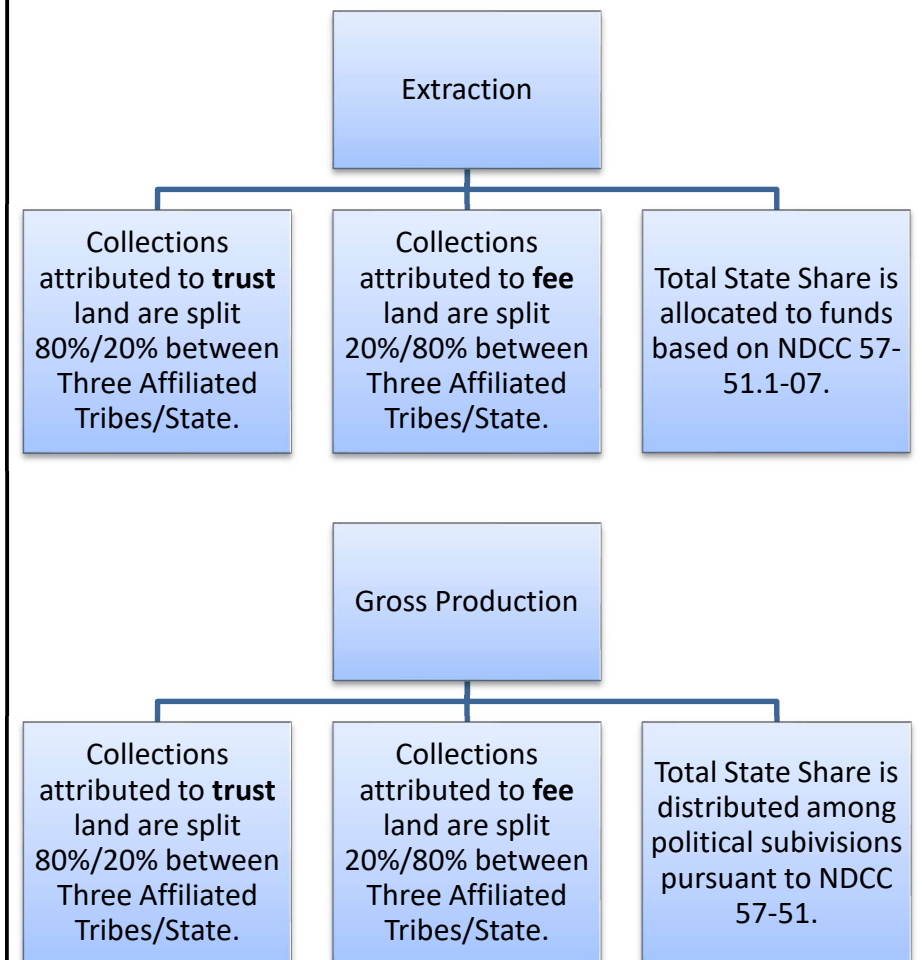 Extraction
Collections
attributed to trust
land are split
80%/20% between
Three Affiliated
Tribes/State.
Collections
attributed to fee
land are split
20%/80% between
Three Affiliated
Tribes/State.
Total State Share is
allocated to funds
based on NDCC 57-
51.1-07.
Gross Production
Collections
attributed to trust
land are split
80%/20% between
Three Affiliated
Tribes/State.
Collections
attributed to fee
land are split
20%/80% between
Three Affiliated
Tribes/State.
Total State Share is
distributed among
political subivisions
pursuant to NDCC
57-51.